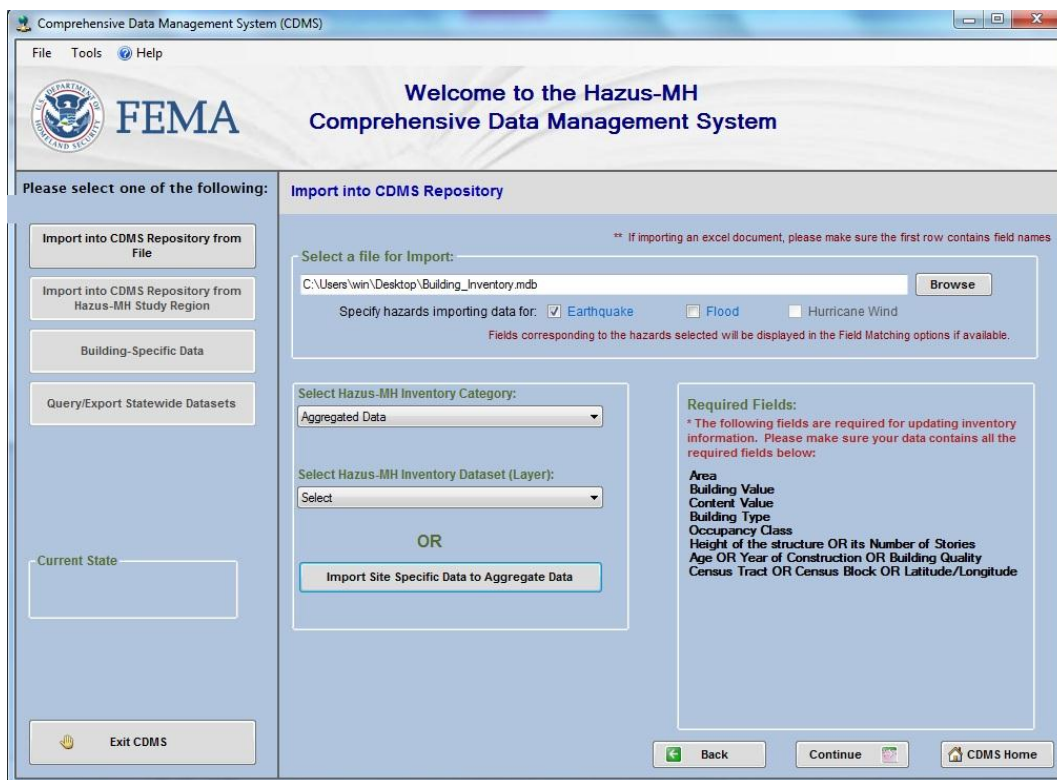 Comprehensive Data Management System (CDMS)
File Tools Help
U.S. DEPARTMENT OF
HOMELAND SECURITY
FEMA
Welcome to the Hazus-MH
Comprehensive Data Management System
Please select one of the following:
Import into CDMS Repository from
File
Import into CDMS Repository from
Hazus-MH Study Region
Building-Specific Data
Query/Export Statewide Datasets
Current State
Exit CDMS
Import into CDMS Repository
** If importing an excel document, please make sure the first row contains field names
Select a file for Import:
C:\Users\win\Desktop\Building_Inventory.mdb
Browse
Specify hazards importing data for: Earthquake Flood Hurricane Wind
Fields corresponding to the hazards selected will be displayed in the Field Matching options if available.
Select Hazus-MH Inventory Category:
Aggregated Data
Select Hazus-MH Inventory Dataset (Layer):
Select
OR
Import Site Specific Data to Aggregate Data
Required Fields:
* The following fields are required for updating inventory
information. Please make sure your data contains all the
required fields below:
Area
Building Value
Content Value
Building Type
Occupancy Class
Height of the structure OR its Number of Stories
Age OR Year of Construction OR Building Quality
Census Tract OR Census Block OR Latitude/Longitude
Back
Continue
CDMS Home